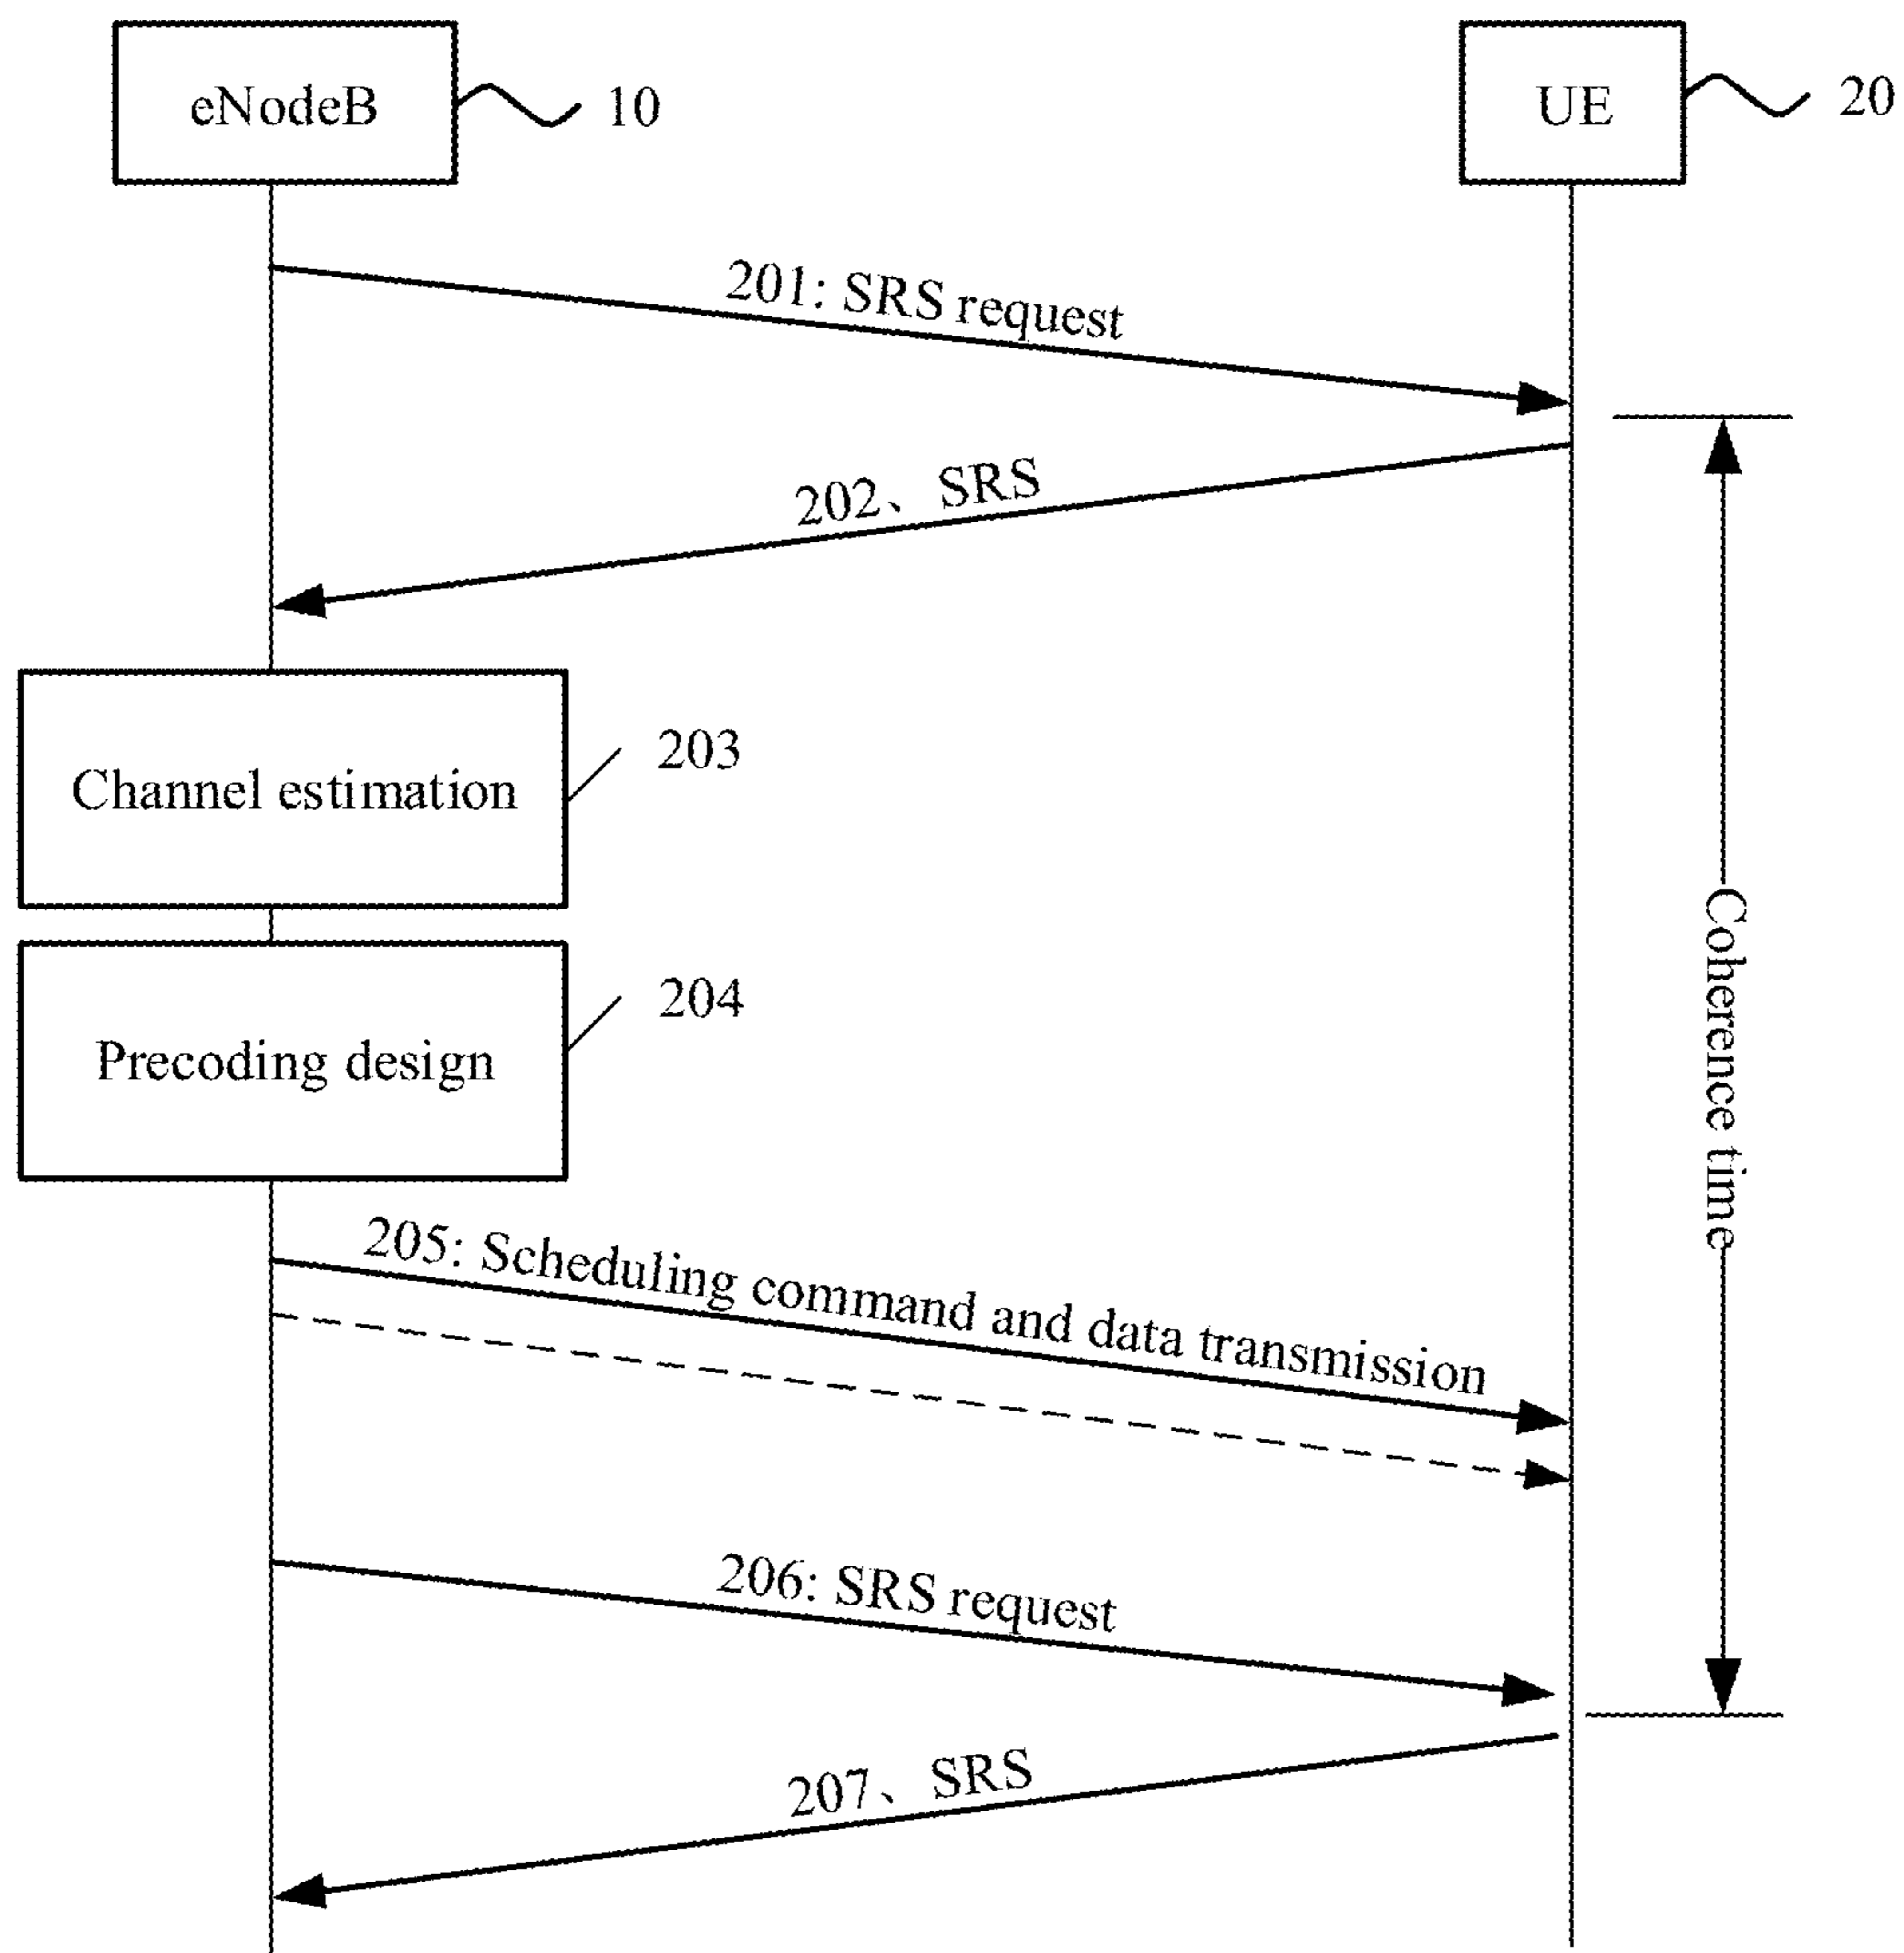 eNodeB
10
UE
20
201: SRS request
202、SRS
Channel estimation
203
Precoding design
204
Coherence time
205: Scheduling command and data transmission
206: SRS request
207、SRS